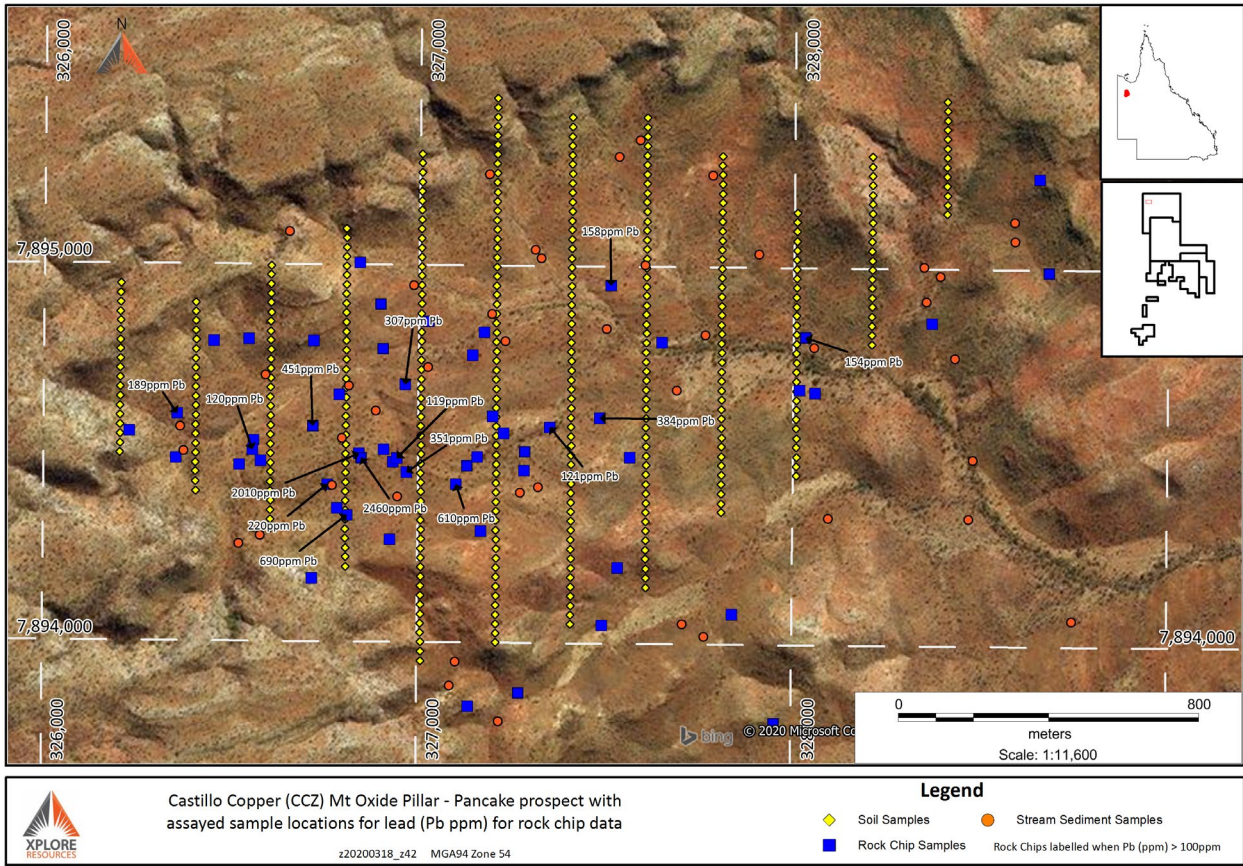 N
326,000
327,000
328,000
7,895,000
158ppm Pb
307ppm Pb
154ppm Pb
451ppm Pb
189ppm Pb
120ppm Pb
119ppm Pb
384ppm Pb
351ppm Pb
121ppm Pb
2010ppm Pb
2460ppm Pb
610ppm Pb
220ppm Pb
690ppm Pb
7,894,000
7,894,000
326,000
327,000
bing © 2020 Microsoft
0 800
meters
Scale: 1:11,600
XPLORE
RESOURCES
Castillo Copper (CCZ) Mt Oxide Pillar - Pancake prospect with
assayed sample locations for lead (Pb ppm) for rock chip data
z20200318_z42 MGA94 Zone 54
Legend
Soil Samples
Stream Sediment Samples
Rock Chip Samples
Rock Chips labelled when Pb (ppm) > 100ppm